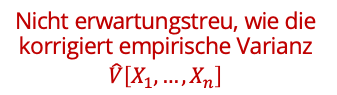 Nicht erwartungstreu, wie die
korrigiert empirische Varianz
V̂[X₁, …, Xₙ]